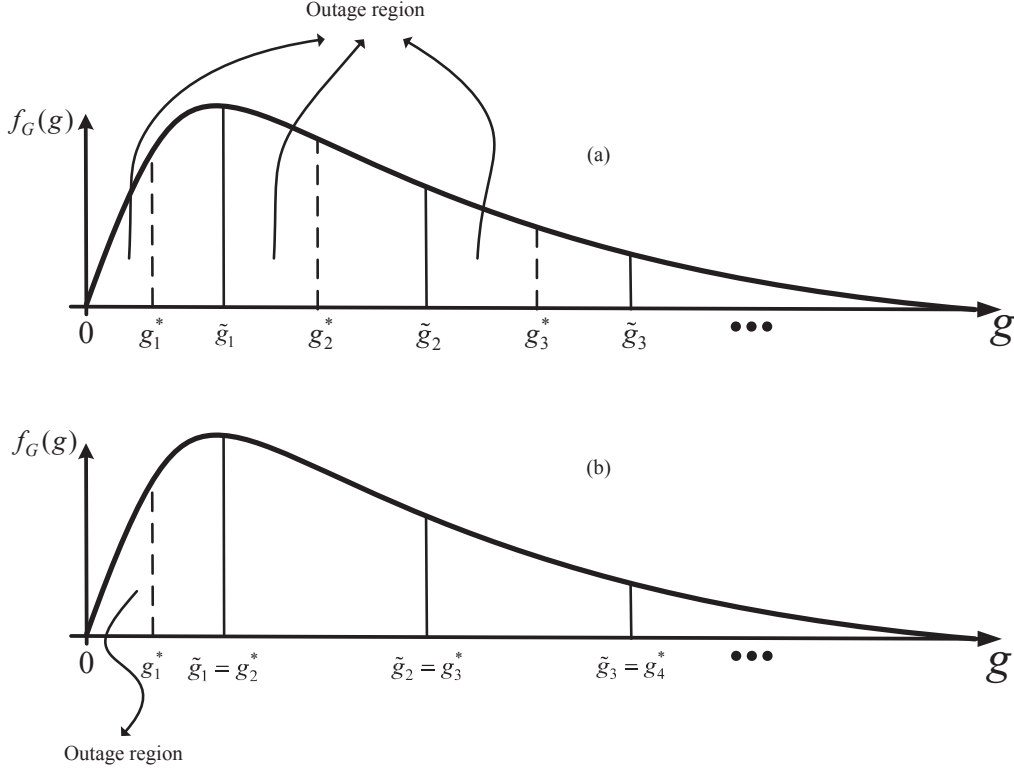 Outage region
f_G(g)
(a)
0 g_1^* g̃_1 g_2^* g̃_2 g_3^* g̃_3 ••• g
f_G(g)
(b)
0 g_1^* g̃_1 = g_2^* g̃_2 = g_3^* g̃_3 = g_4^* ••• g
Outage region